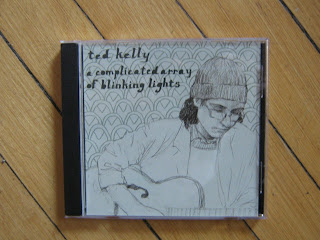 ted kelly
a complicated array
of blinking lights